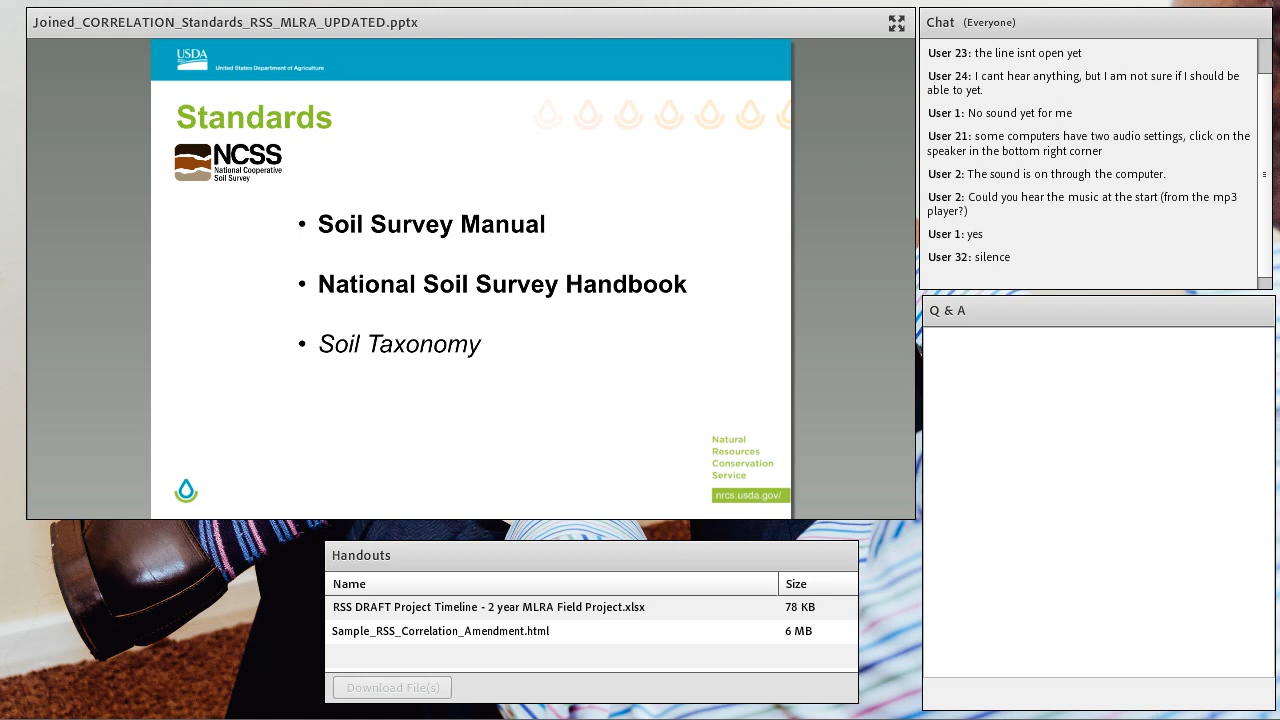 Joined_CORRELATION_Standards_RSS_MLRA_UPDATED.pptx
USDA
United States Department of Agriculture
Standards
NCSS
National Cooperative
Soil Survey
• Soil Survey Manual
• National Soil Survey Handbook
• Soil Taxonomy
Natural
Resources
Conservation
Service
nrcs.usda.gov/
Chat (Everyone)
User 23: the line isnt open yet
User 24: I cant hear anything, but I am not sure if I should be
able to yet.
User 1: No sound yet for me
User 21: some computers have two audio settings, click on the
speaker in the bottom right corner
User 2: The sound is on through the computer.
User 2: Could you hear the music at the start (from the mp3
player?)
User 1: yes
User 32: silence
Q & A
Handouts
Name Size
RSS DRAFT Project Timeline - 2 year MLRA Field Project.xlsx 78 KB
Sample_RSS_Correlation_Amendment.html 6 MB
Download File(s)